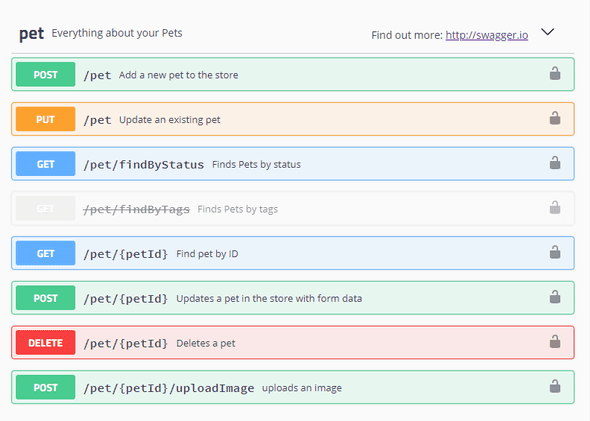 pet Everything about your Pets Find out more: http://swagger.io
POST /pet Add a new pet to the store
PUT /pet Update an existing pet
GET /pet/findByStatus Finds Pets by status
GET /pet/findByTags Finds Pets by tags
GET /pet/{petId} Find pet by ID
POST /pet/{petId} Updates a pet in the store with form data
DELETE /pet/{petId} Deletes a pet
POST /pet/{petId}/uploadImage uploads an image